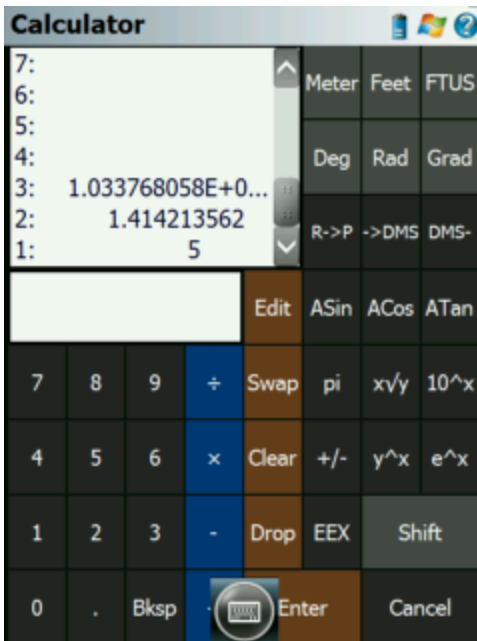 Calculator
7:
6:
5:
4:
3: 1.033768058E+0...
2: 1.414213562
1: 5
Meter Feet FTUS
Deg Rad Grad
R->P ->DMS DMS-
Edit ASin ACos ATan
7 8 9 ÷ Swap pi x√y 10^x
4 5 6 × Clear +/- y^x e^x
1 2 3 - Drop EEX Shift
0 . Bksp Enter Cancel